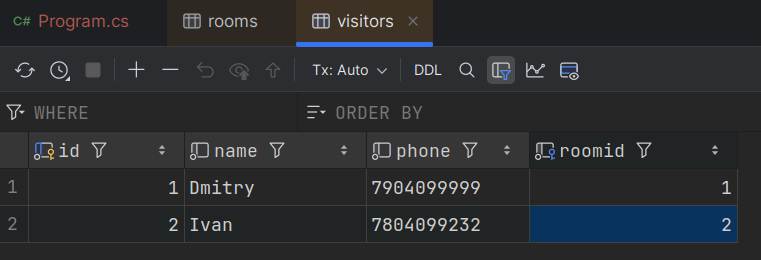 C# Program.cs rooms visitors
Tx: Auto DDL
WHERE ORDER BY
id name phone roomid
1 1 Dmitry 7904099999 1
2 2 Ivan 7804099232 2